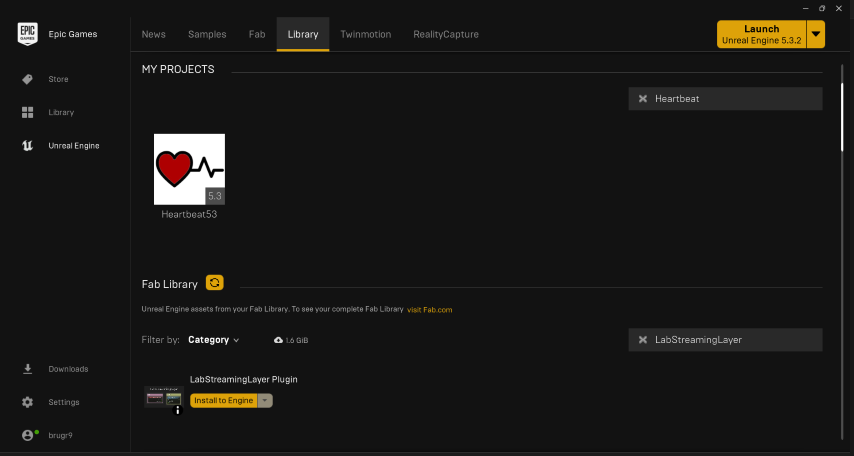 EPIC GAMES
Epic Games
News Samples Fab Library Twinmotion RealityCapture
Launch
Unreal Engine 5.3.2
Store
Library
Unreal Engine
MY PROJECTS
Heartbeat
5.3
Heartbeat53
Fab Library
Unreal Engine assets from your Fab Library. To see your complete Fab Library visit Fab.com
Filter by: Category 1.6 GiB
LabStreamingLayer
LabStreamingLayer Plugin
Install to Engine
Downloads
Settings
brugr9